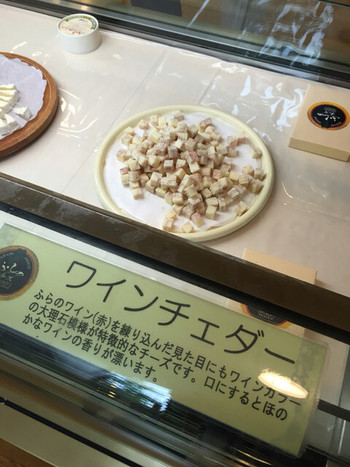 ワインチェダー
ふらのワイン(赤)を練り込んだ見た目にもワインカラー
の大理石模様が特徴的なチーズです。口にするとほの
かなワインの香りが漂います。